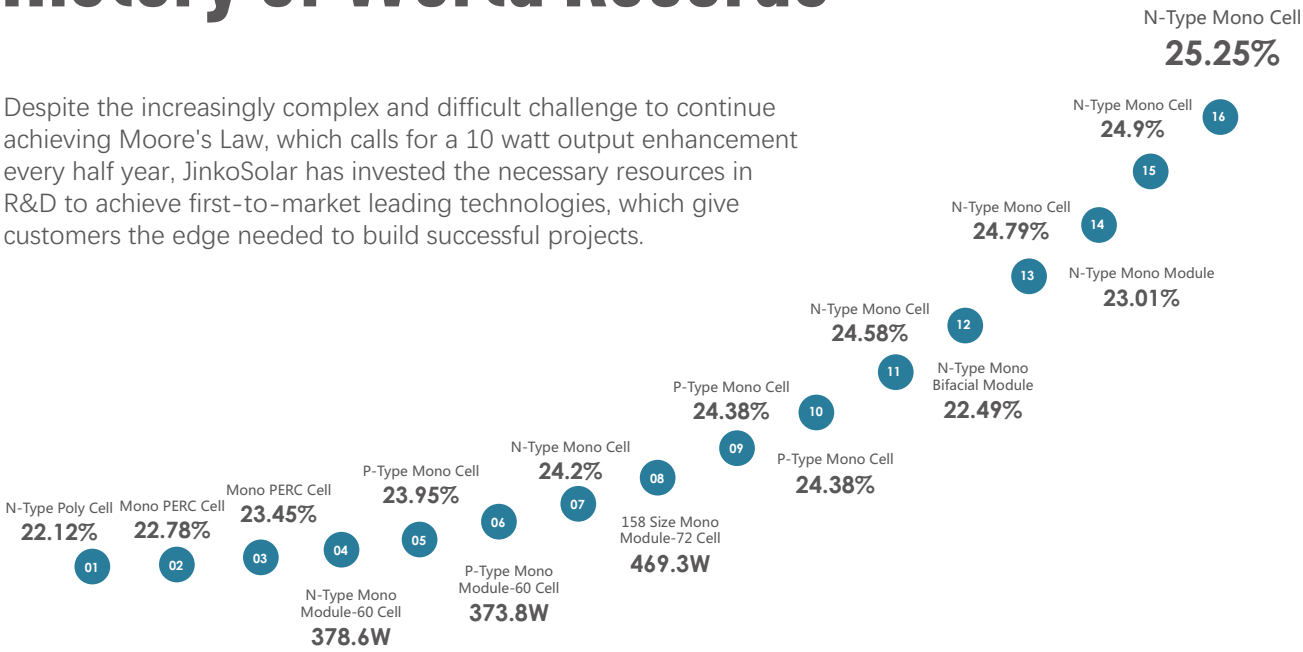 History of World Records
Despite the increasingly complex and difficult challenge to continue
achieving Moore's Law, which calls for a 10 watt output enhancement
every half year, JinkoSolar has invested the necessary resources in
R&D to achieve first-to-market leading technologies, which give
customers the edge needed to build successful projects.
N-Type Poly Cell
22.12%
01
Mono PERC Cell
22.78%
02
Mono PERC Cell
23.45%
03
04
N-Type Mono
Module-60 Cell
378.6W
P-Type Mono Cell
23.95%
05
06
P-Type Mono
Module-60 Cell
373.8W
N-Type Mono Cell
24.2%
07
08
158 Size Mono
Module-72 Cell
469.3W
P-Type Mono Cell
24.38%
09
10
P-Type Mono Cell
24.38%
N-Type Mono Cell
24.58%
11
12
N-Type Mono
Bifacial Module
22.49%
13
N-Type Mono Module
23.01%
N-Type Mono Cell
24.79%
14
N-Type Mono Cell
24.9%
15
N-Type Mono Cell
25.25%
16